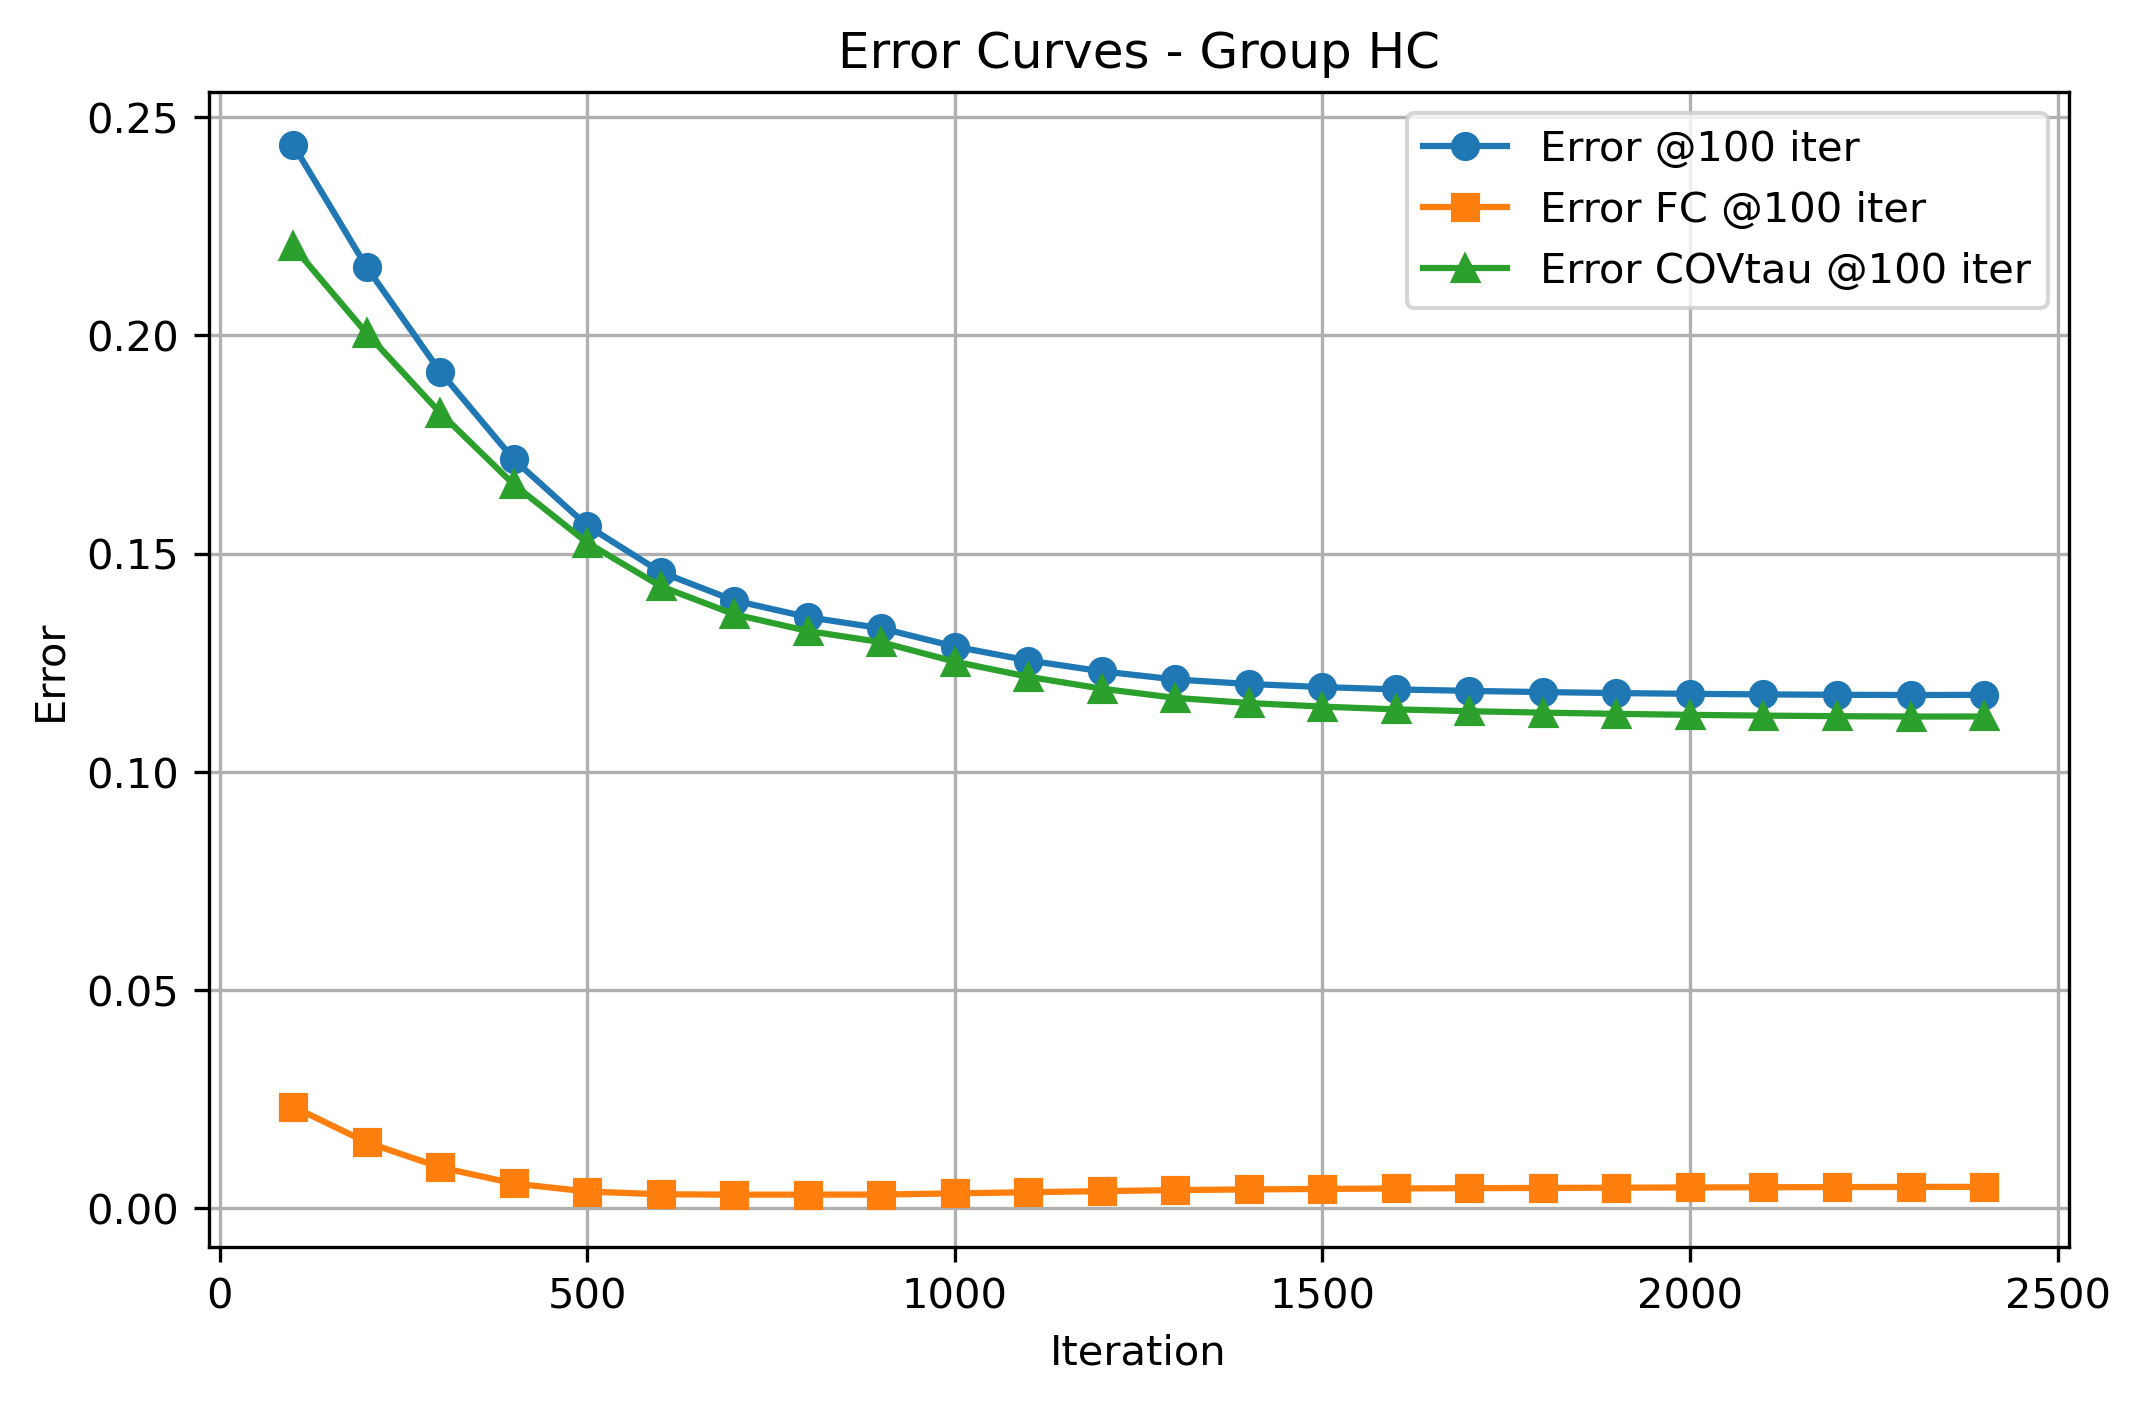 Error Curves - Group HC
0.25
0.20
0.15
0.10
0.05
0.00
Error
Error @100 iter
Error FC @100 iter
Error COVtau @100 iter
0 500 1000 1500 2000 2500
Iteration